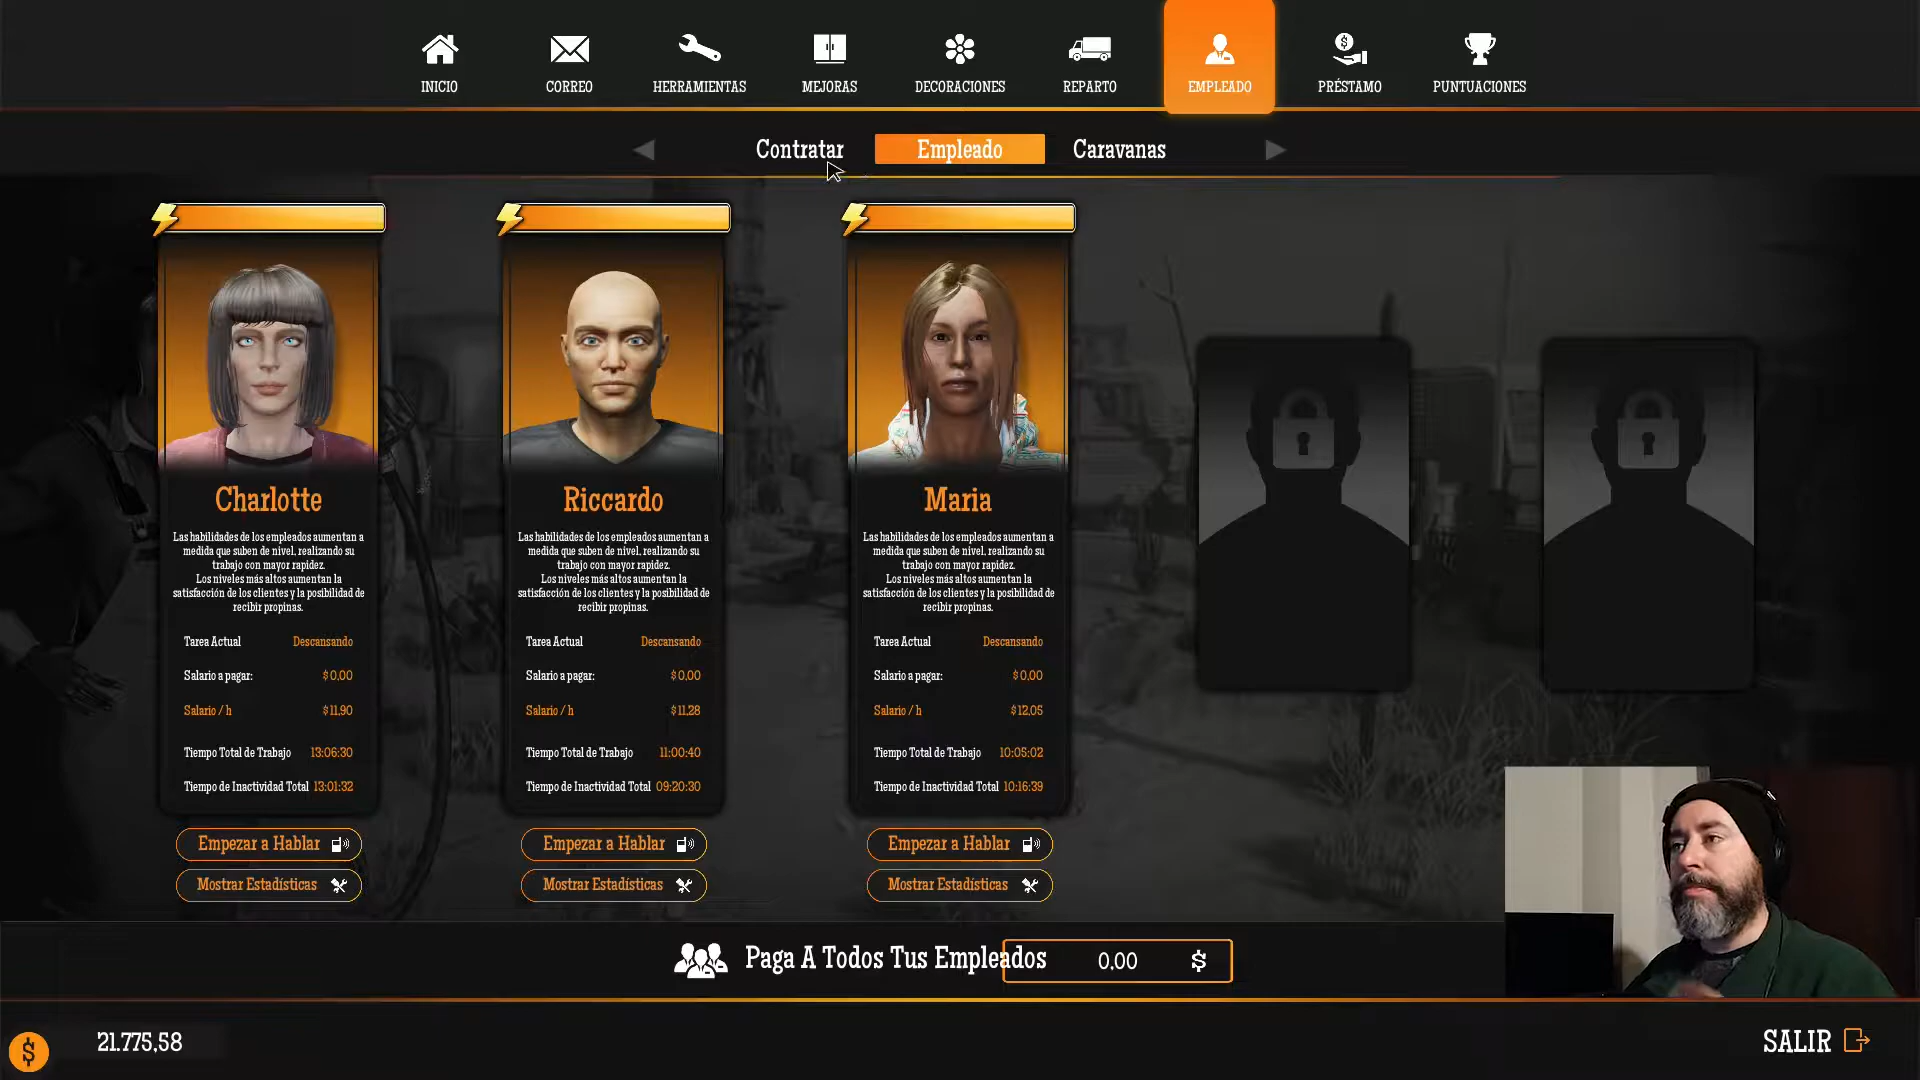 INICIO
CORREO
HERRAMIENTAS
MEJORAS
DECORACIONES
REPARTO
EMPLEADO
PRÉSTAMO
PUNTUACIONES
Contratar
Empleado
Caravanas
Charlotte
Las habilidades de los empleados aumentan a
medida que suben de nivel, realizando su
trabajo con mayor rapidez.
Los niveles más altos aumentan la
satisfacción de los clientes y la posibilidad de
recibir propinas.
Tarea Actual Descansando
Salario a pagar: $0,00
Salario / h $11,90
Tiempo Total de Trabajo 13:06:30
Tiempo de Inactividad Total 13:01:32
Empezar a Hablar
Mostrar Estadísticas
Riccardo
Las habilidades de los empleados aumentan a
medida que suben de nivel, realizando su
trabajo con mayor rapidez.
Los niveles más altos aumentan la
satisfacción de los clientes y la posibilidad de
recibir propinas.
Tarea Actual Descansando
Salario a pagar: $0,00
Salario / h $11,28
Tiempo Total de Trabajo 11:00:40
Tiempo de Inactividad Total 09:20:30
Empezar a Hablar
Mostrar Estadísticas
Maria
Las habilidades de los empleados aumentan a
medida que suben de nivel, realizando su
trabajo con mayor rapidez.
Los niveles más altos aumentan la
satisfacción de los clientes y la posibilidad de
recibir propinas.
Tarea Actual Descansando
Salario a pagar: $0,00
Salario / h $12,05
Tiempo Total de Trabajo 10:05:02
Tiempo de Inactividad Total 10:16:39
Empezar a Hablar
Mostrar Estadísticas
Paga A Todos Tus Empleados 0,00 $
$ 21.775,58
SALIR